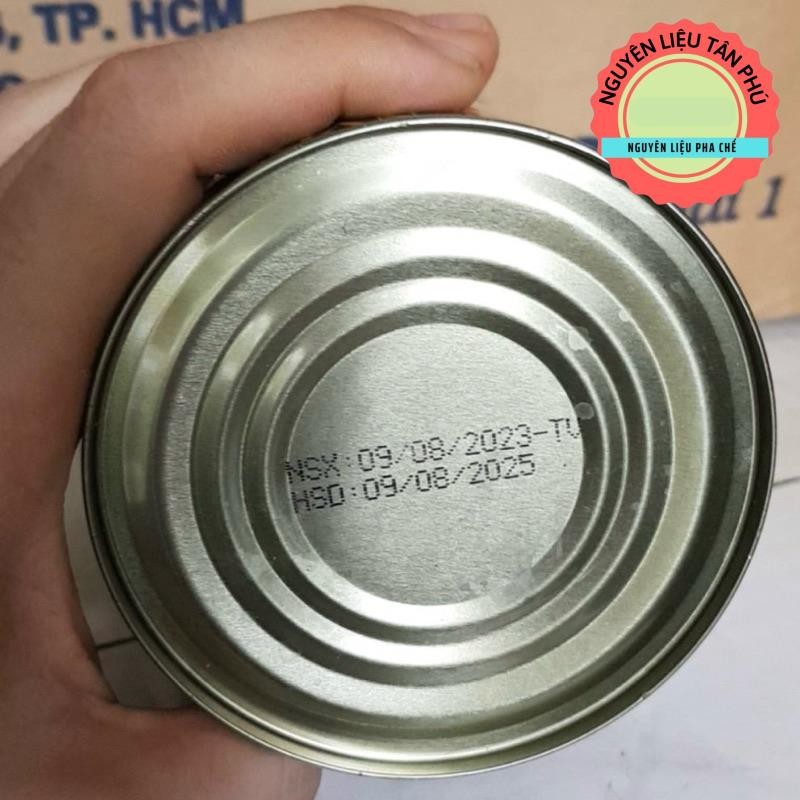 TP. HCM
NGUYÊN LIỆU TÂN PHÚ
NGUYÊN LIỆU PHA CHẾ
1
NSX:09/08/2023-TV
HSD:09/08/2025